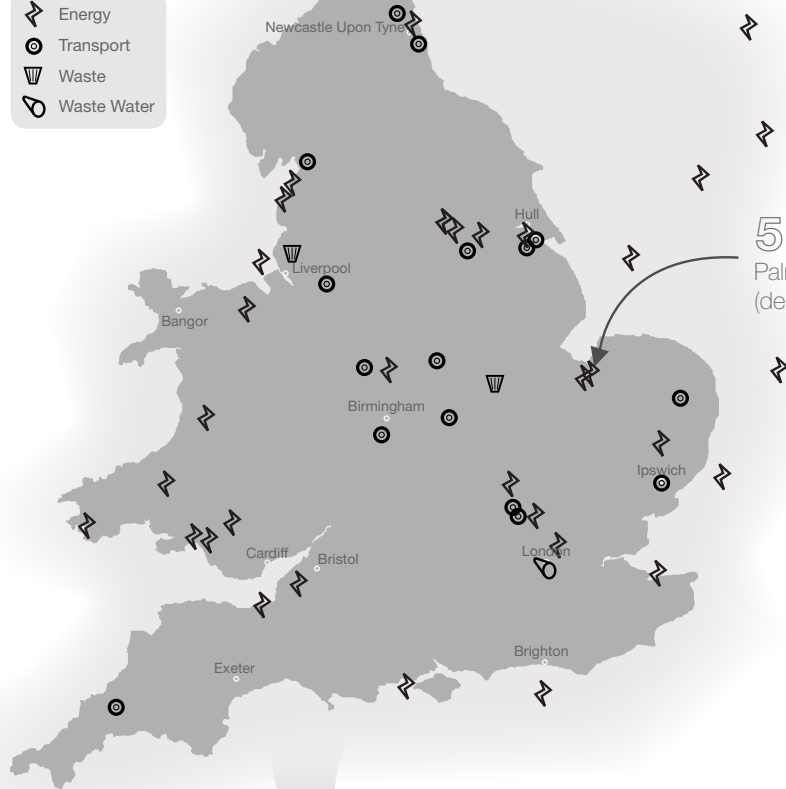 Energy
Transport
Waste
Waste Water
Newcastle Upon Tyne
Hull
5
Liverpool
Bangor
Birmingham
Ipswich
London
Cardiff
Bristol
Brighton
Exeter